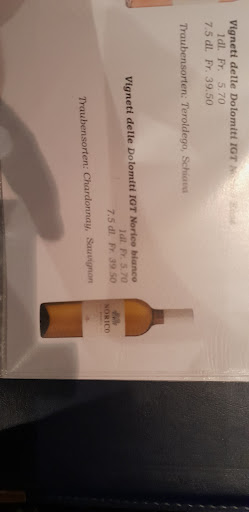 Vigneti delle Dolomiti IGT
1dl. Fr. 5.70
7.5 dl. Fr. 39.50
Traubensorten: Teroldego, Schiava
Vigneti delle Dolomiti IGT Norico bianco
1dl. Fr. 5.70
7.5 dl. Fr. 39.50
Traubensorten: Chardonnay, Sauvignon
NORICO